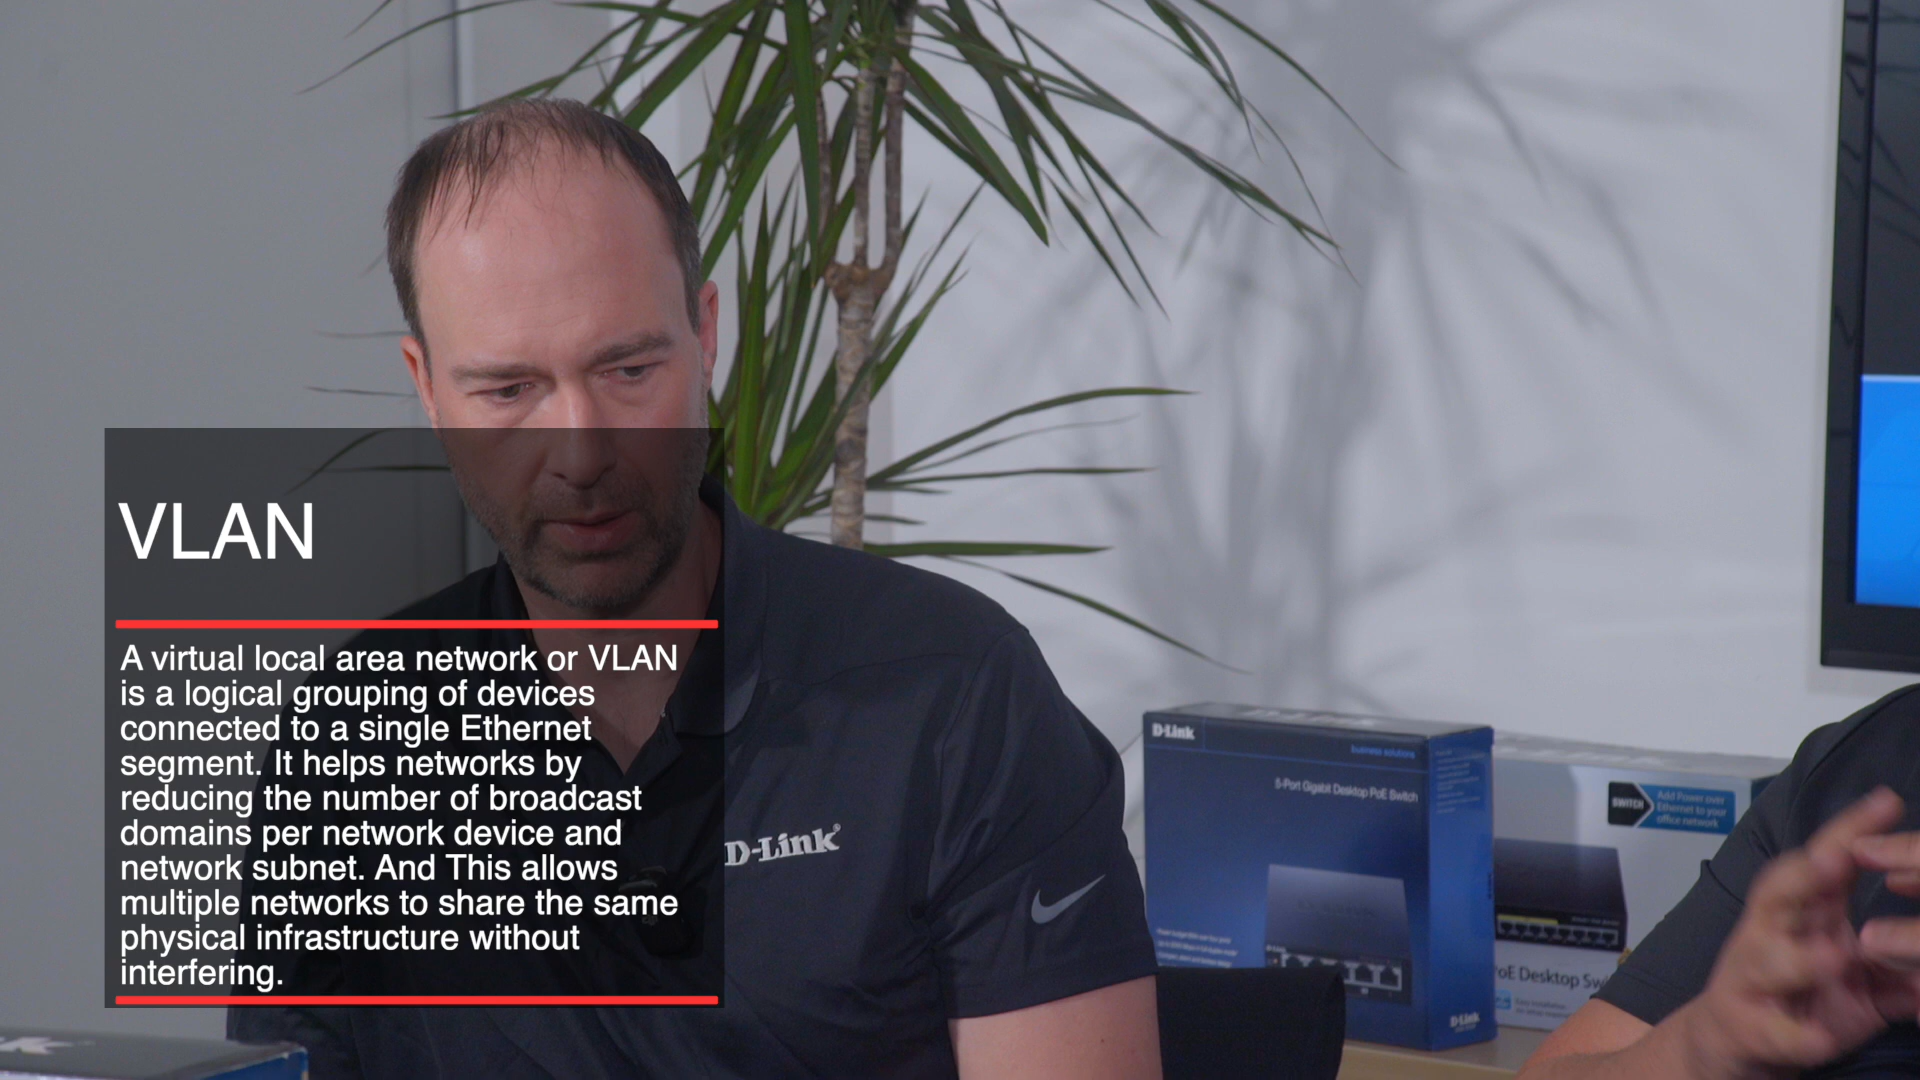 VLAN
A virtual local area network or VLAN
is a logical grouping of devices
connected to a single Ethernet
segment. It helps networks by
reducing the number of broadcast
domains per network device and
network subnet. And This allows
multiple networks to share the same
physical infrastructure without
interfering.
D-Link
D-Link
business solutions
5-Port Gigabit Desktop PoE Switch
D-Link
SWITCH
Add Power over
Ethernet to your
office network
PoE Desktop Sw